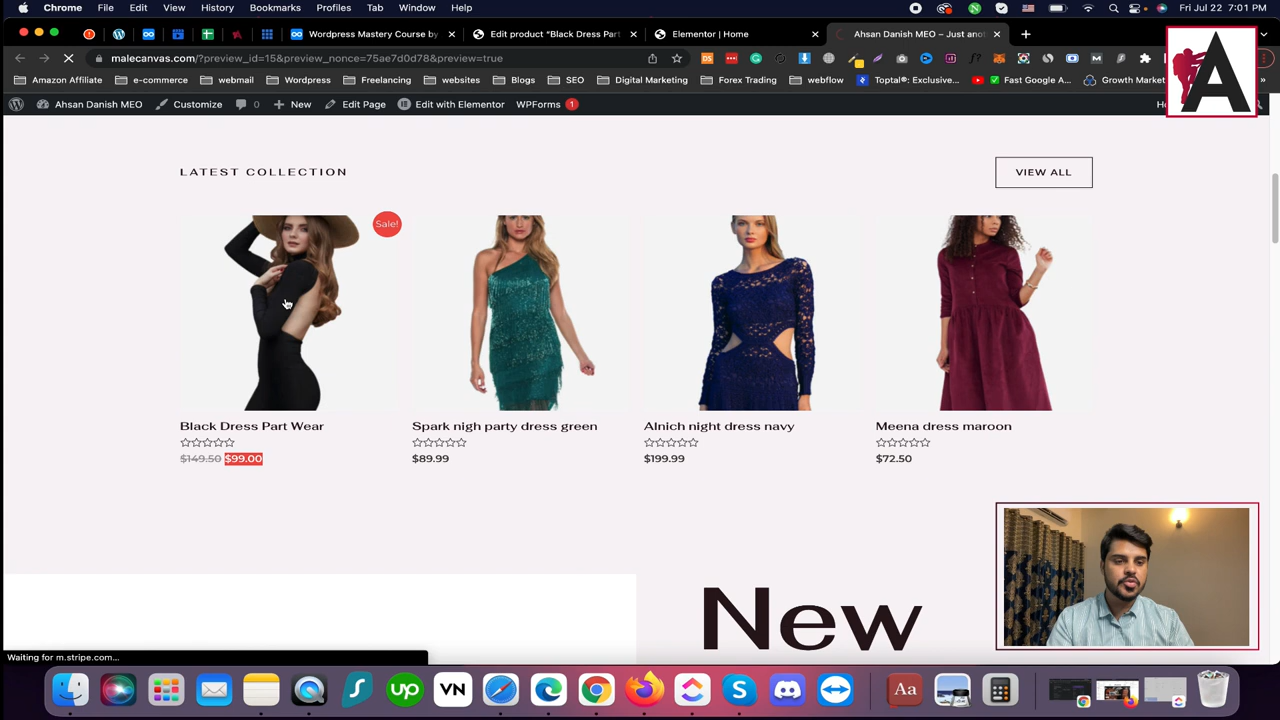 Chrome File Edit View History Bookmarks Profiles Tab Window Help Fri Jul 22 7:01 PM
Wordpress Mastery Course by Edit product “Black Dress Part Elementor | Home Ahsan Danish MEO – Just ano
malecanvas.com/?preview_id=15&preview_nonce=75ae7d0d78&preview=true
Amazon Affiliate e-commerce webmail Wordpress Freelancing websites Blogs SEO Digital Marketing Forex Trading webflow Toptal®: Exclusive... Fast Google A... Growth Market
Ahsan Danish MEO Customize 0 New Edit Page Edit with Elementor WPForms 1
A
LATEST COLLECTION VIEW ALL
Sale!
Black Dress Part Wear Spark nigh party dress green Alnich night dress navy Meena dress maroon
$149.50 $99.00 $89.99 $199.99 $72.50
New
Waiting for m.stripe.com...
up VN Aa